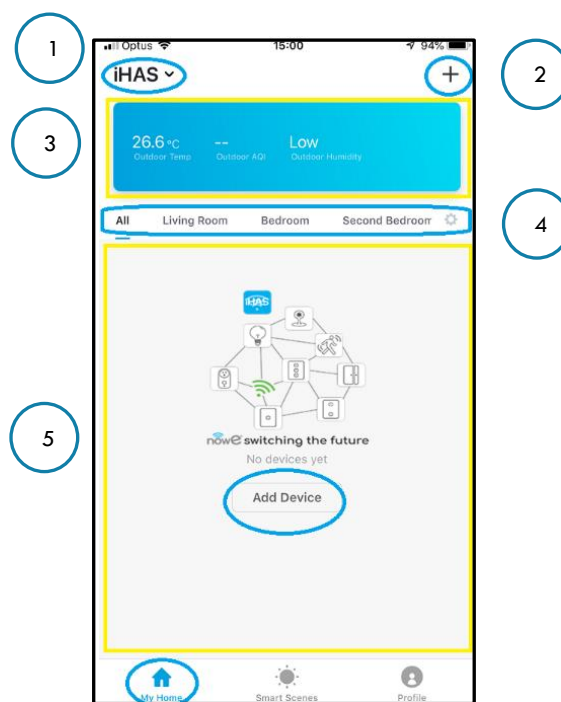 1
Optus 15:00 94%
iHAS
2
3
26.6 °C -- Low
Outdoor Temp Outdoor AQI Outdoor Humidity
All Living Room Bedroom Second Bedroom
4
iHAS
5
nowe switching the future
No devices yet
Add Device
My Home Smart Scenes Profile